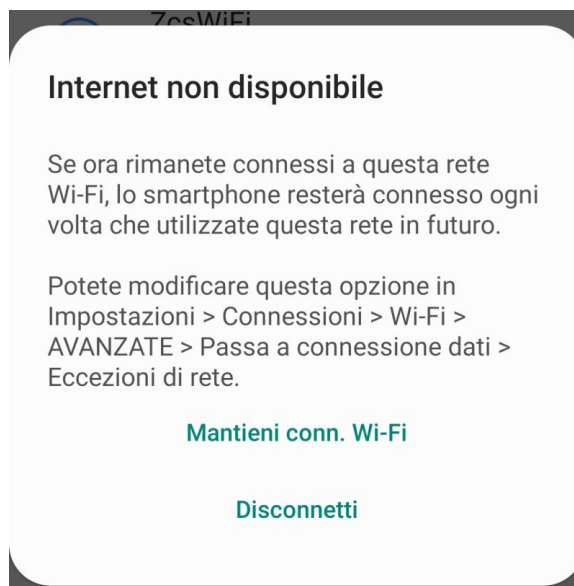 ZcsWiFi
Internet non disponibile
Se ora rimanete connessi a questa rete
Wi-Fi, lo smartphone resterà connesso ogni
volta che utilizzate questa rete in futuro.
Potete modificare questa opzione in
Impostazioni > Connessioni > Wi-Fi >
AVANZATE > Passa a connessione dati >
Eccezioni di rete.
Mantieni conn. Wi-Fi
Disconnetti